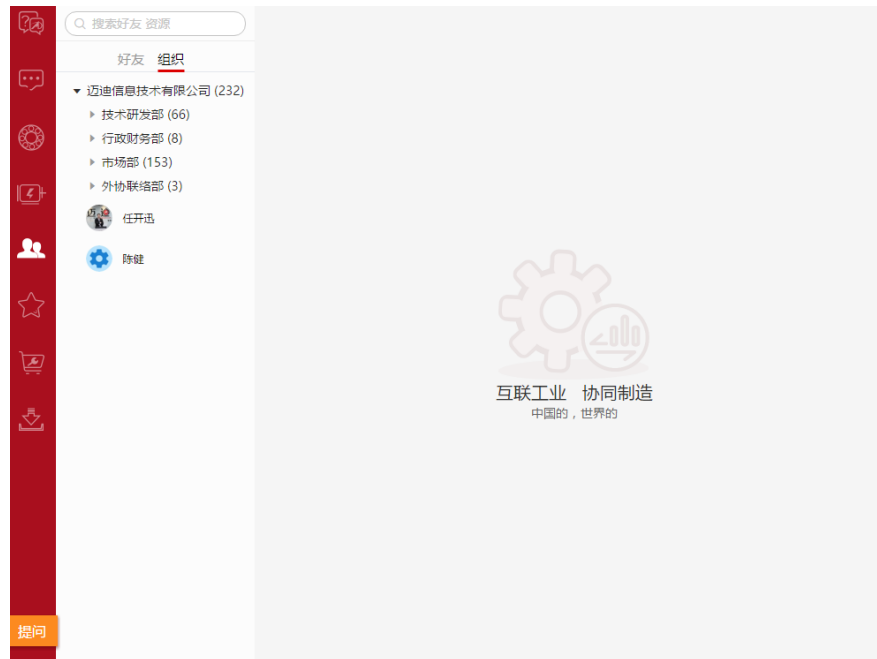 搜索好友 资源
好友 组织
迈迪信息技术有限公司 (232)
技术研发部 (66)
行政财务部 (8)
市场部 (153)
外协联络部 (3)
任开迅
陈健
互联工业 协同制造
中国的，世界的
提问